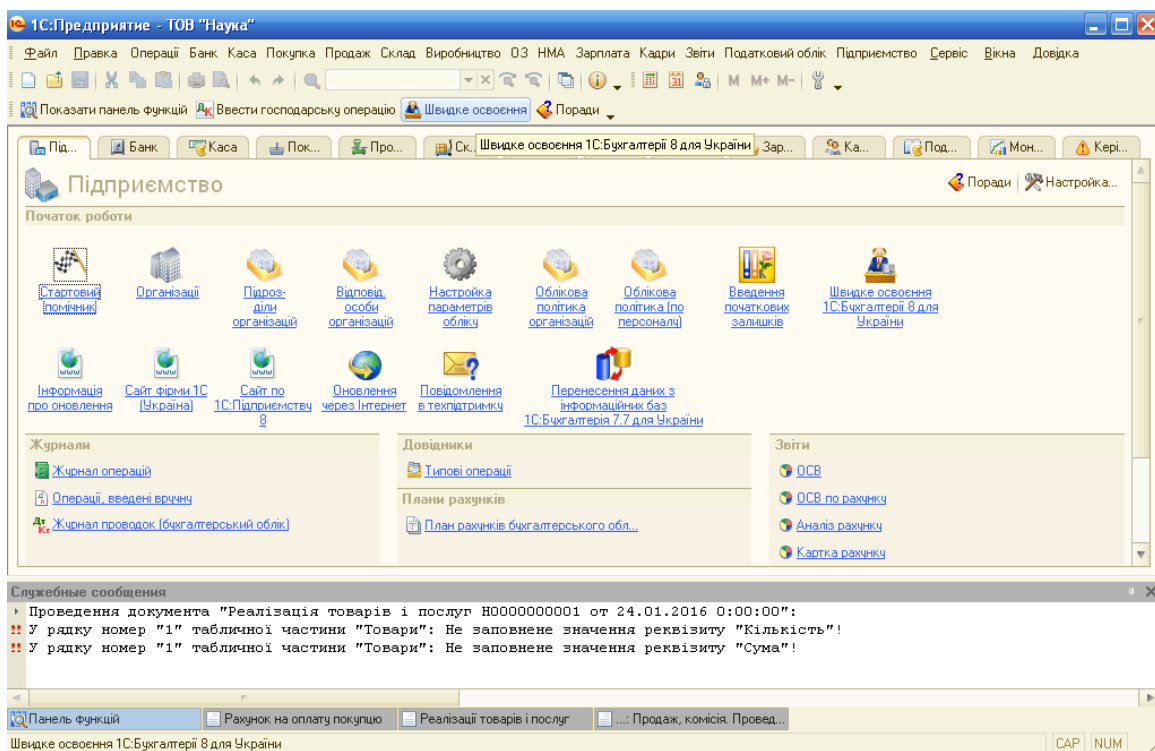 1С:Предприятие - ТОВ "Наука"
Файл Правка Операції Банк Каса Покупка Продаж Склад Виробництво ОЗ НМА Зарплата Кадри Звіти Податковий облік Підприємство Сервіс Вікна Довідка
M M+ M-
Показати панель функцій Ввести господарську операцію Швидке освоєння Поради
Під... Банк Каса Пок... Про... Ск... Швидке освоєння 1С:Бухгалтерії 8 для України Зар... Ка... Под... Мон... Кері...
Підприємство Поради Настройка...
Початок роботи
Стартовий Організації Підроз- Відповід. Настройка Облікова Облікова Введення Швидке освоєння
помічник діли особи параметрів політика політика (по початкових 1С:Бухгалтерії 8 для
організацій організацій обліку організацій персоналу) залишків України
Інформація Сайт фірми 1С Сайт по Оновлення Повідомлення Перенесення даних з
про оновлення (Україна) 1С:Підприємству через Інтернет в техпідтримку інформаційних баз
8 1С:Бухгалтерія 7.7 для України
Журнали Довідники Звіти
Журнал операцій Типові операції ОСВ
Операції, введені вручну Плани рахунків ОСВ по рахунку
Журнал проводок (бухгалтерський облік) План рахунків бухгалтерського обл... Аналіз рахунку
Картка рахунку
Служебные сообщения
Проведення документа "Реалізація товарів і послуг Н0000000001 от 24.01.2016 0:00:00":
!! У рядку номер "1" табличної частини "Товари": Не заповнене значення реквізиту "Кількість"!
!! У рядку номер "1" табличної частини "Товари": Не заповнене значення реквізиту "Сума"!
Панель функцій Рахунок на оплату покупцю Реалізації товарів і послуг ...: Продаж, комісія. Провед...
Швидке освоєння 1С:Бухгалтерії 8 для України CAP NUM